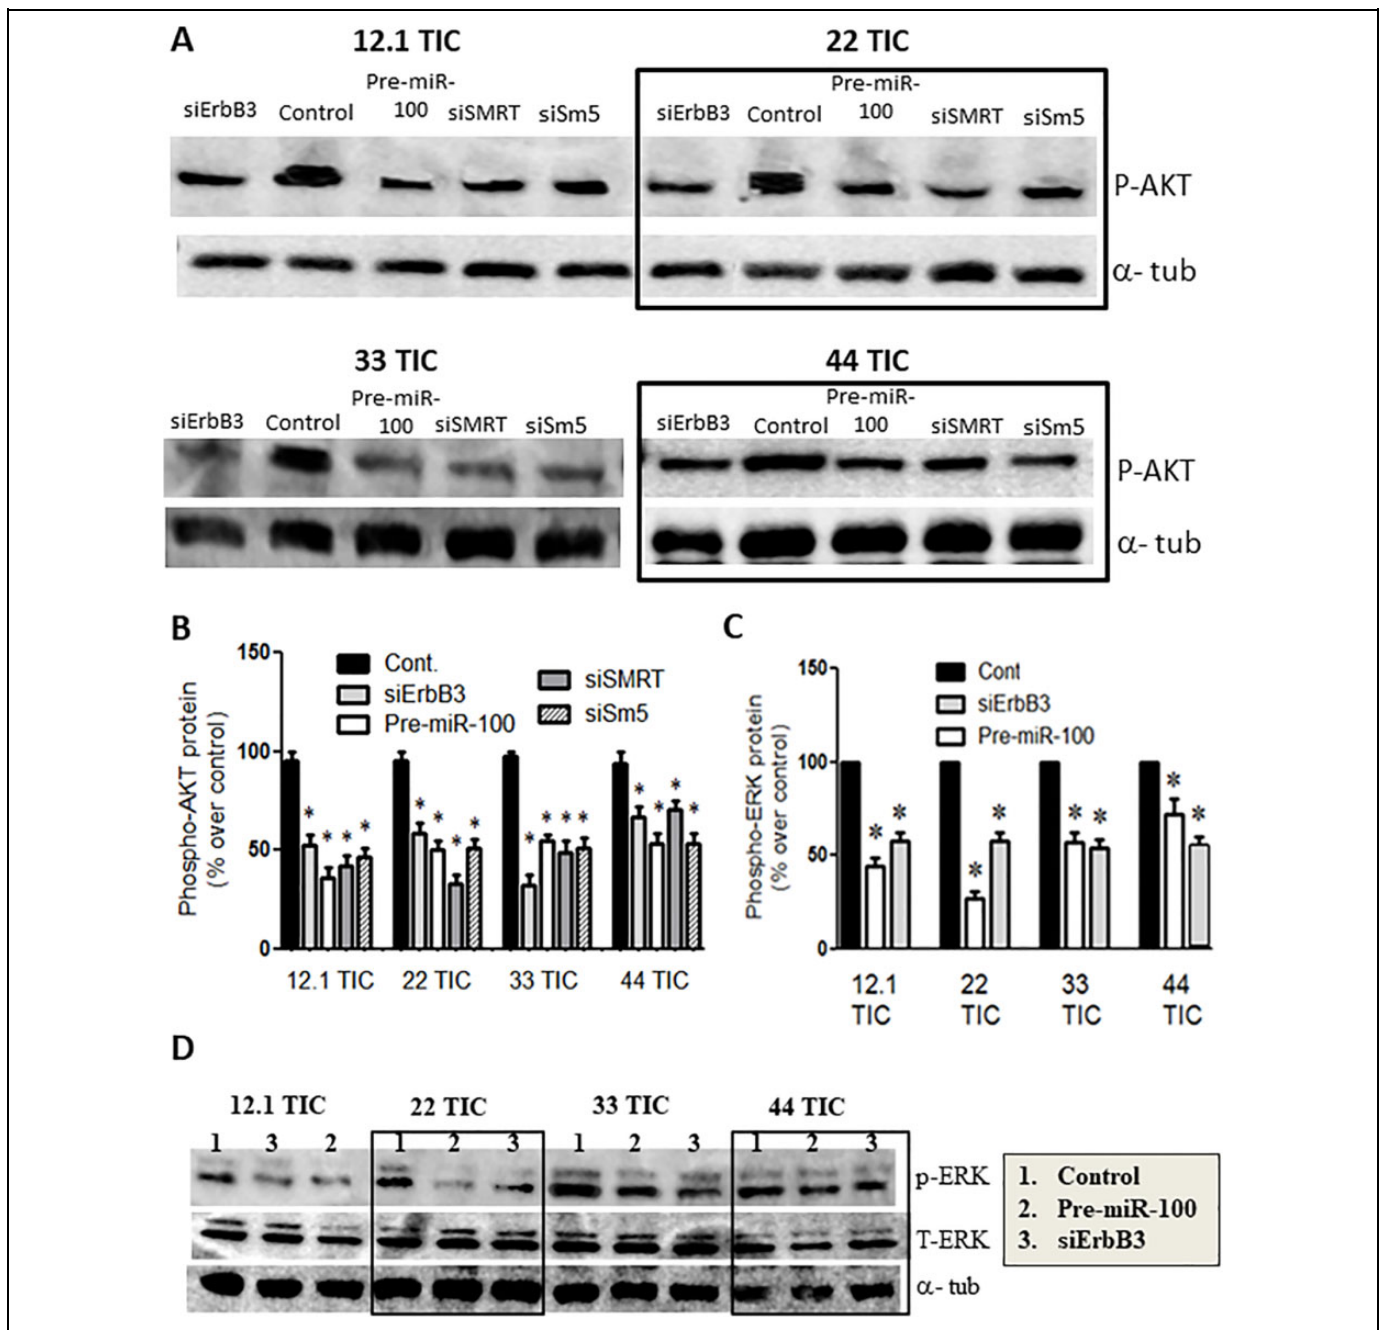 A
12.1 TIC
22 TIC
siErbB3 Control Pre-miR-100 siSMRT siSm5
siErbB3 Control Pre-miR-100 siSMRT siSm5
P-AKT
α- tub
33 TIC
44 TIC
siErbB3 Control Pre-miR-100 siSMRT siSm5
siErbB3 Control Pre-miR-100 siSMRT siSm5
P-AKT
α- tub
B
Phospho-AKT protein
(% over control)
150
100
50
0
Cont.
siErbB3
Pre-miR-100
siSMRT
siSm5
* * * *
* * * *
* * * *
* * * *
12.1 TIC 22 TIC 33 TIC 44 TIC
C
Phospho-ERK protein
(% over control)
150
100
50
0
Cont
siErbB3
Pre-miR-100
* *
* *
* *
* *
12.1 TIC
22 TIC
33 TIC
44 TIC
D
12.1 TIC 22 TIC 33 TIC 44 TIC
1 3 2 1 2 3 1 2 3 1 2 3
p-ERK
T-ERK
α- tub
1. Control
2. Pre-miR-100
3. siErbB3